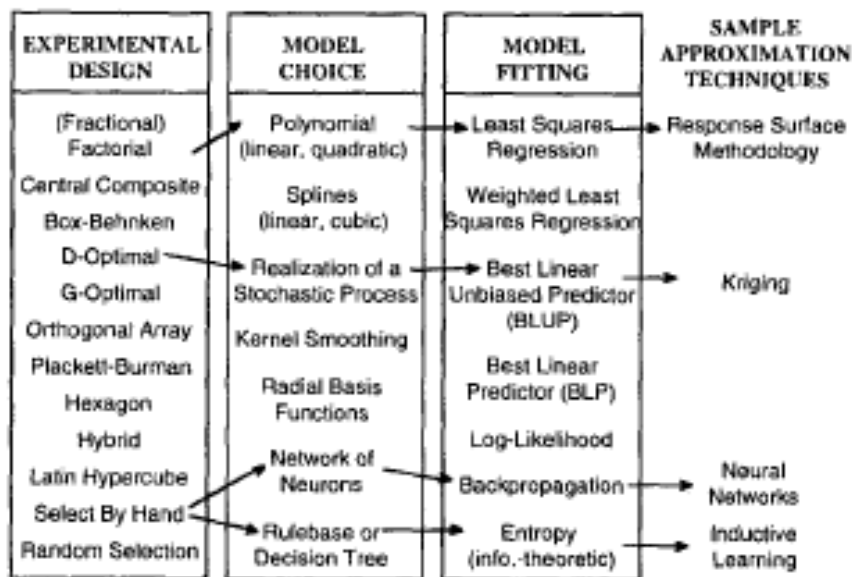 EXPERIMENTAL
DESIGN
(Fractional)
Factorial
Central Composite
Box-Behnken
D-Optimal
G-Optimal
Orthogonal Array
Plackett-Burman
Hexagon
Hybrid
Latin Hypercube
Select By Hand
Random Selection
MODEL
CHOICE
Polynomial
(linear, quadratic)
Splines
(linear, cubic)
Realization of a
Stochastic Process
Kernel Smoothing
Radial Basis
Functions
Network of
Neurons
Rulebase or
Decision Tree
MODEL
FITTING
Least Squares
Regression
Weighted Least
Squares Regression
Best Linear
Unbiased Predictor
(BLUP)
Best Linear
Predictor (BLP)
Log-Likelihood
Backpropagation
Entropy
(info.-theoretic)
SAMPLE
APPROXIMATION
TECHNIQUES
Response Surface
Methodology
Kriging
Neural
Networks
Inductive
Learning